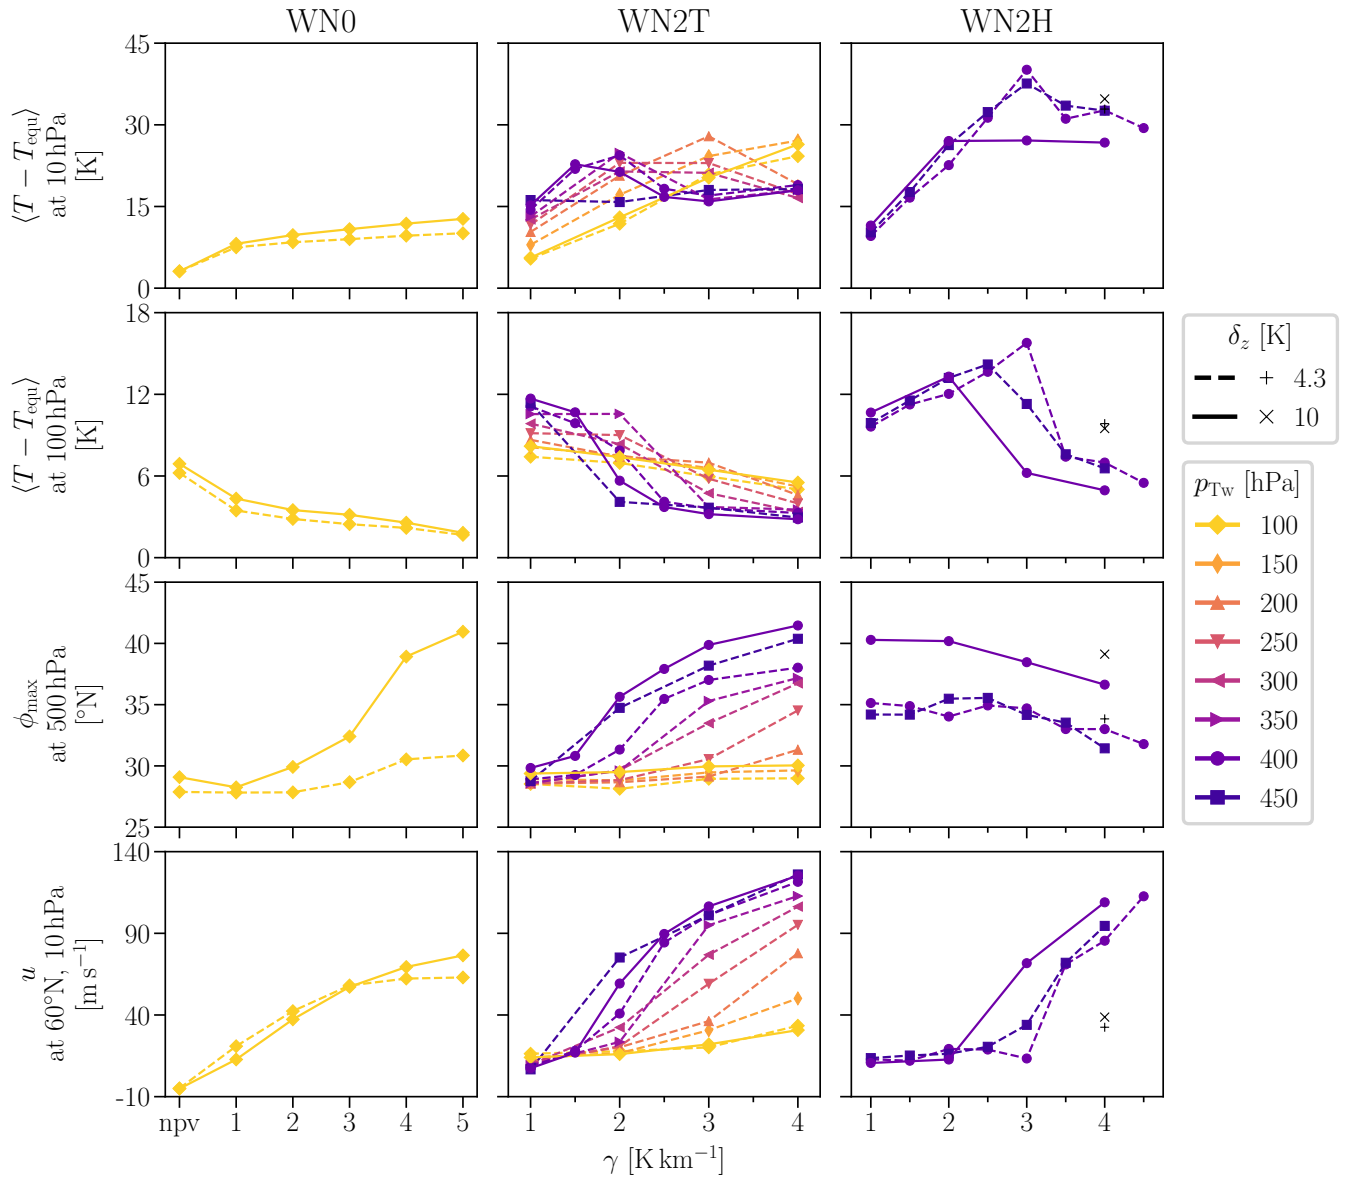 WN0 WN2T WN2H
⟨T − T_equ⟩
at 10 hPa
[K]
45
30
15
0
⟨T − T_equ⟩
at 100 hPa
[K]
18
12
6
0
δ_z [K]
+ 4.3
× 10
ϕ_max
at 500 hPa
[°N]
45
40
35
30
25
p_Tw [hPa]
100
150
200
250
300
350
400
450
u
at 60°N, 10 hPa
[m s⁻¹]
140
90
40
-10
npv 1 2 3 4 5 1 2 3 4 1 2 3 4
γ [K km⁻¹]